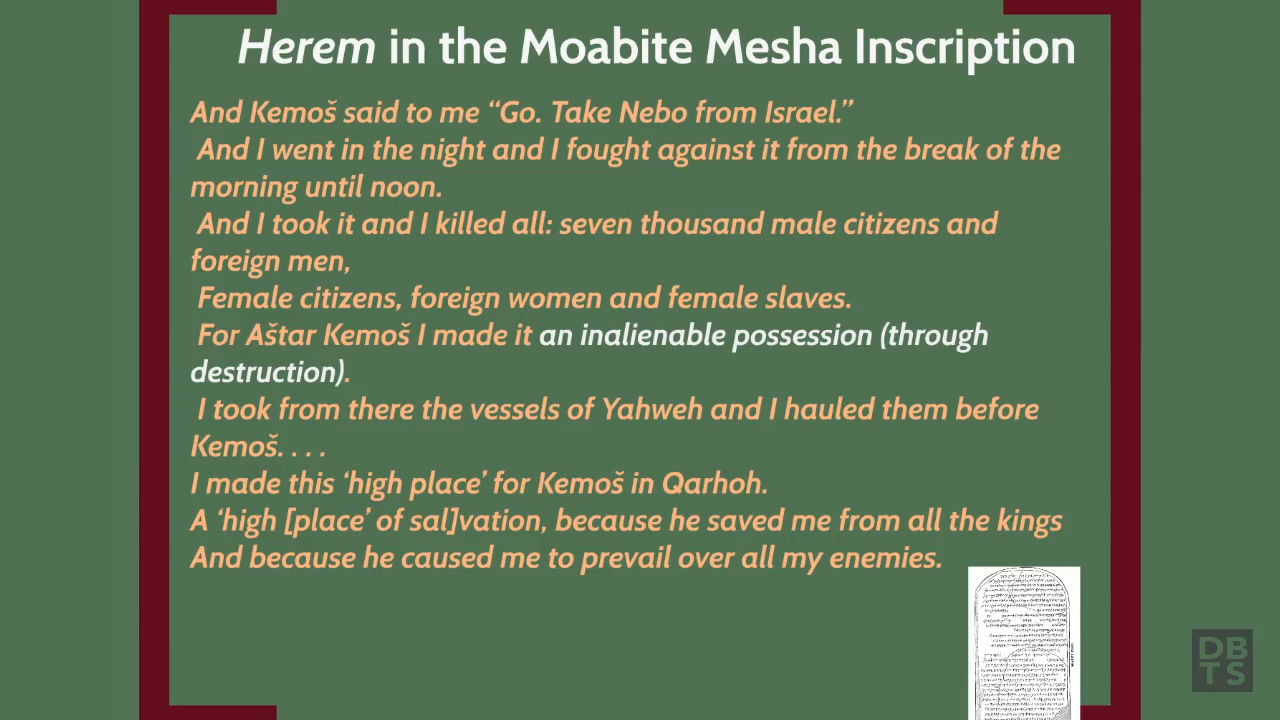 Herem in the Moabite Mesha Inscription
And Kemoš said to me “Go. Take Nebo from Israel.”
And I went in the night and I fought against it from the break of the
morning until noon.
And I took it and I killed all: seven thousand male citizens and
foreign men,
Female citizens, foreign women and female slaves.
For Aštar Kemoš I made it an inalienable possession (through
destruction).
I took from there the vessels of Yahweh and I hauled them before
Kemoš. . . .
I made this ‘high place’ for Kemoš in Qarhoh.
A ‘high [place’ of sal]vation, because he saved me from all the kings
And because he caused me to prevail over all my enemies.
DB
TS